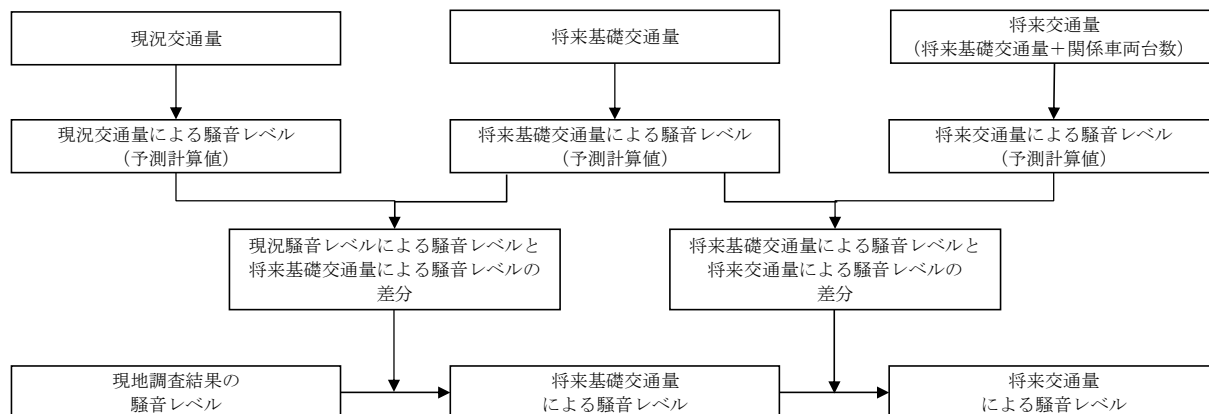 現況交通量
将来基礎交通量
将来交通量
(将来基礎交通量+関係車両台数)
現況交通量による騒音レベル
(予測計算値)
将来基礎交通量による騒音レベル
(予測計算値)
将来交通量による騒音レベル
(予測計算値)
現況騒音レベルによる騒音レベルと
将来基礎交通量による騒音レベルの
差分
将来基礎交通量による騒音レベルと
将来交通量による騒音レベルの
差分
現地調査結果の
騒音レベル
将来基礎交通量
による騒音レベル
将来交通量
による騒音レベル